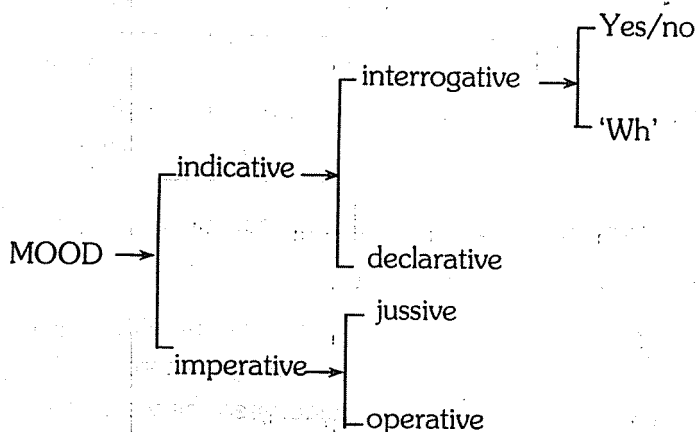 Yes/no
interrogative
'Wh'
indicative
MOOD
declarative
jussive
imperative
operative